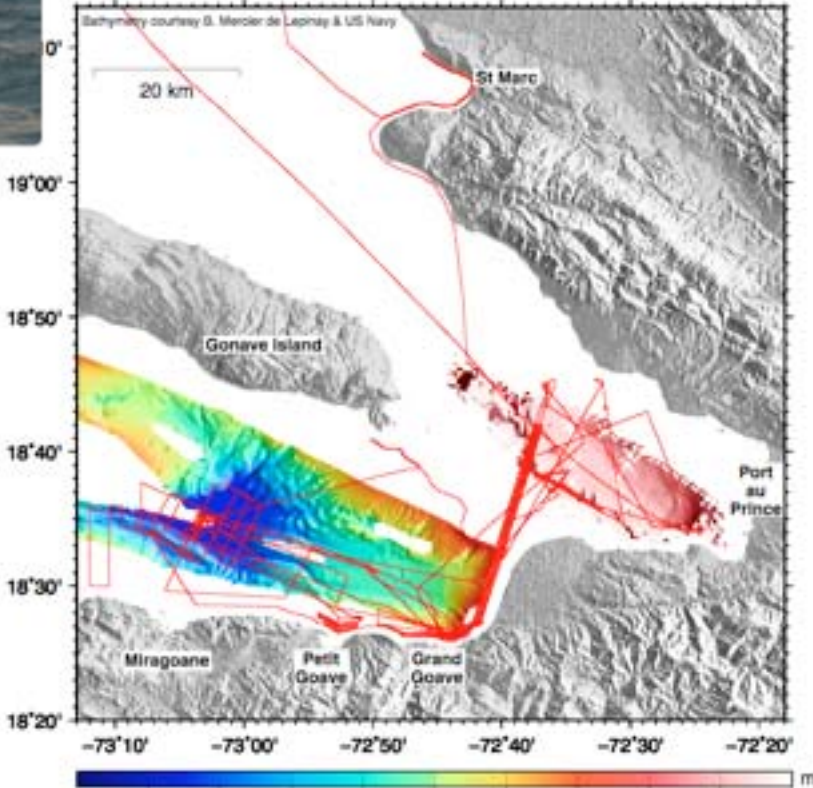 Bathymetry courtesy B. Mercier de Lepinay & US Navy
0'
20 km
St Marc
19°00'
18°50'
Gonave Island
18°40'
Port
au
Prince
18°30'
Miragoane
Petit
Goave
Grand
Goave
18°20'
−73°10'
−73°00'
−72°50'
−72°40'
−72°30'
−72°20'
m